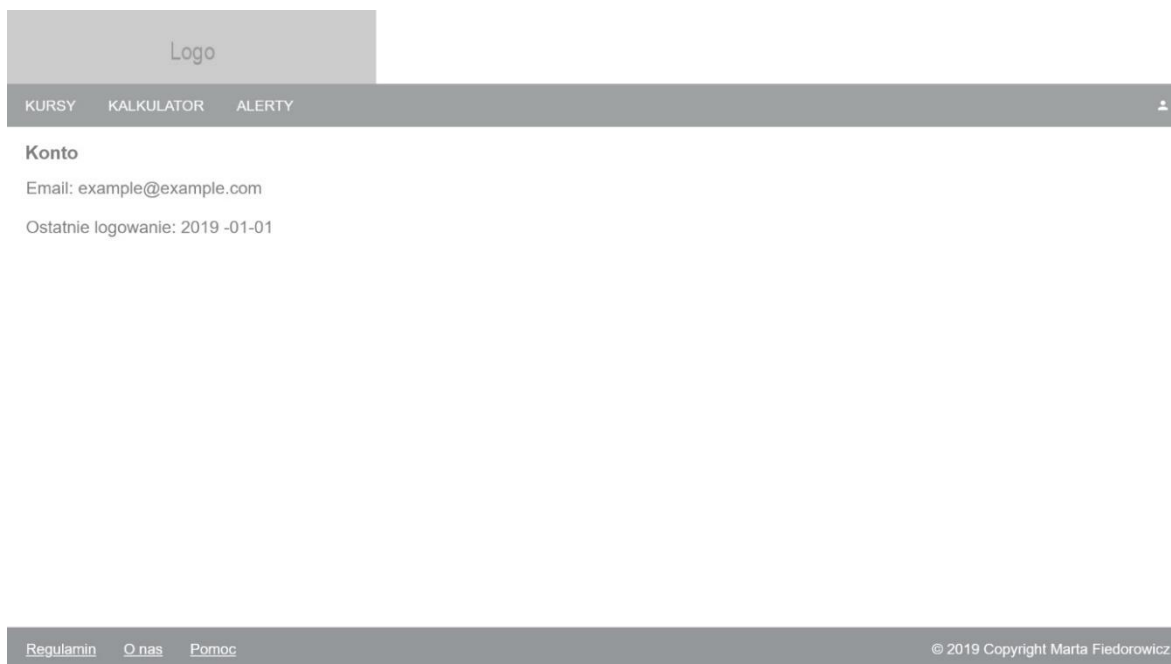 Logo
KURSY KALKULATOR ALERTY
Konto
Email: example@example.com
Ostatnie logowanie: 2019 -01-01
Regulamin O nas Pomoc © 2019 Copyright Marta Fiedorowicz